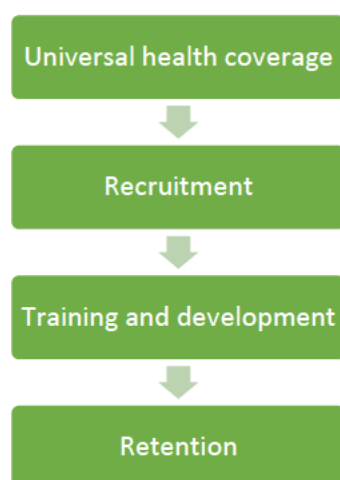 Universal health coverage
Recruitment
Training and development
Retention